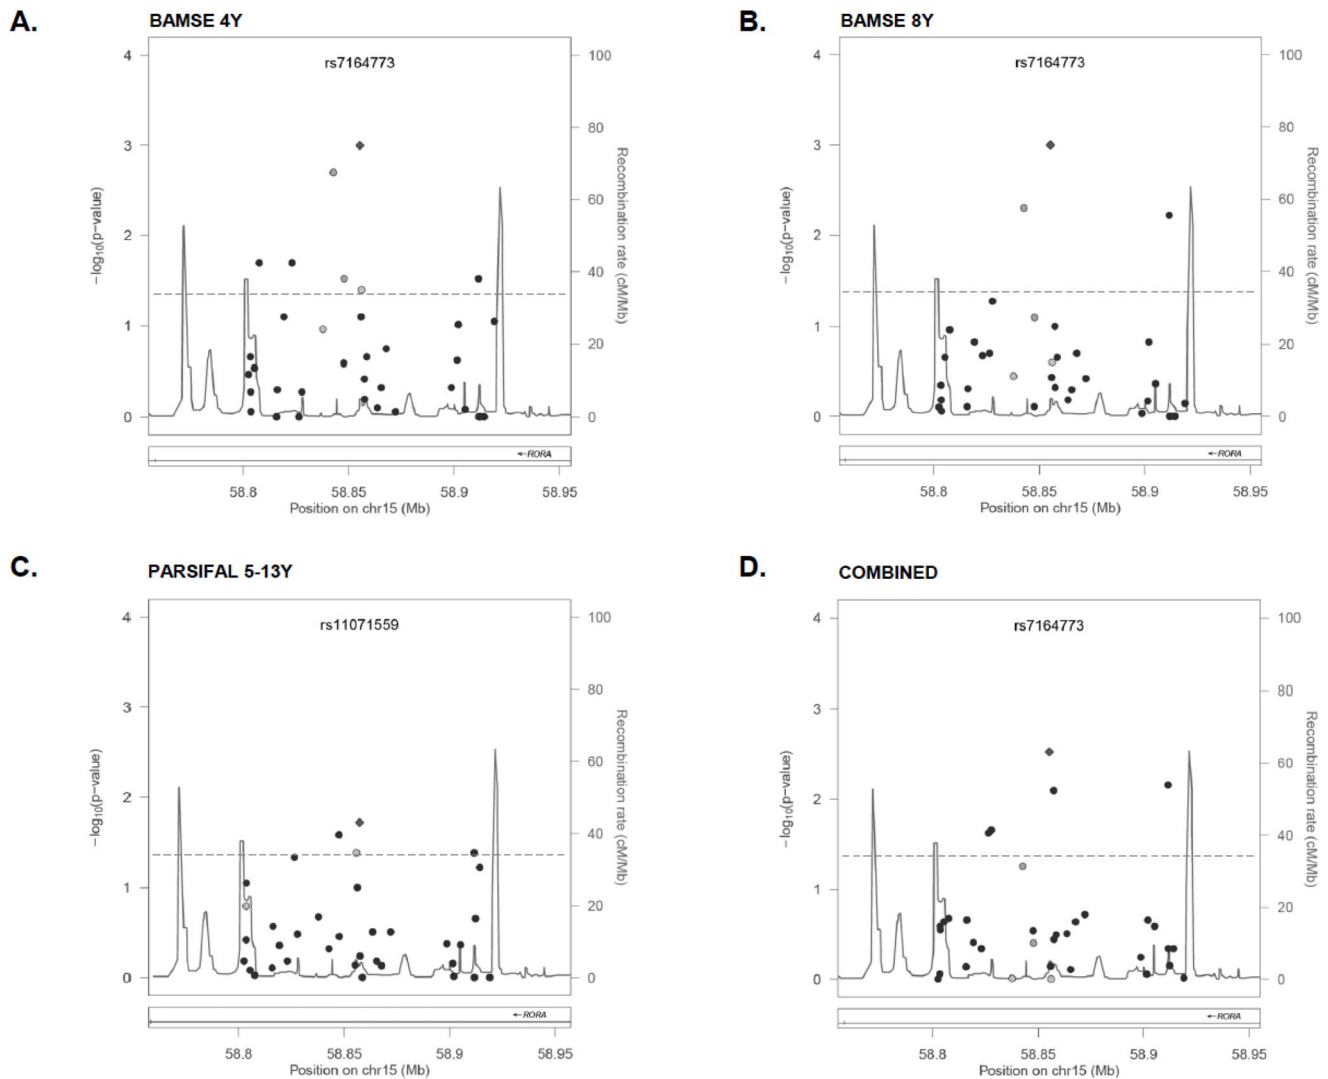 A.
BAMSE 4Y
rs7164773
4
3
2
1
0
100
80
60
40
20
0
−log10(p−value)
Recombination rate (cM/Mb)
←RORA
58.8 58.85 58.9 58.95
Position on chr15 (Mb)
B.
BAMSE 8Y
rs7164773
4
3
2
1
0
100
80
60
40
20
0
−log10(p−value)
Recombination rate (cM/Mb)
←RORA
58.8 58.85 58.9 58.95
Position on chr15 (Mb)
C.
PARSIFAL 5-13Y
rs11071559
4
3
2
1
0
100
80
60
40
20
0
−log10(p−value)
Recombination rate (cM/Mb)
←RORA
58.8 58.85 58.9 58.95
Position on chr15 (Mb)
D.
COMBINED
rs7164773
4
3
2
1
0
100
80
60
40
20
0
−log10(p−value)
Recombination rate (cM/Mb)
←RORA
58.8 58.85 58.9 58.95
Position on chr15 (Mb)